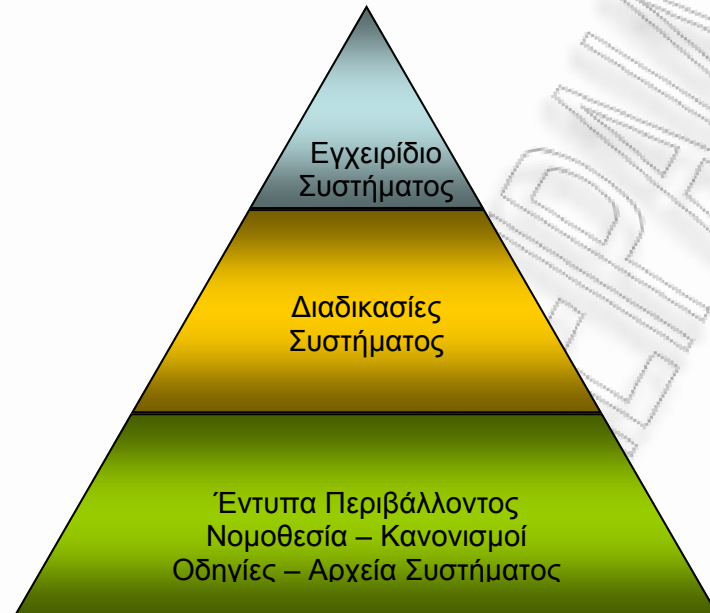 Εγχειρίδιο
Συστήματος
Διαδικασίες
Συστήματος
Έντυπα Περιβάλλοντος
Νομοθεσία – Κανονισμοί
Οδηγίες – Αρχεία Συστήματος